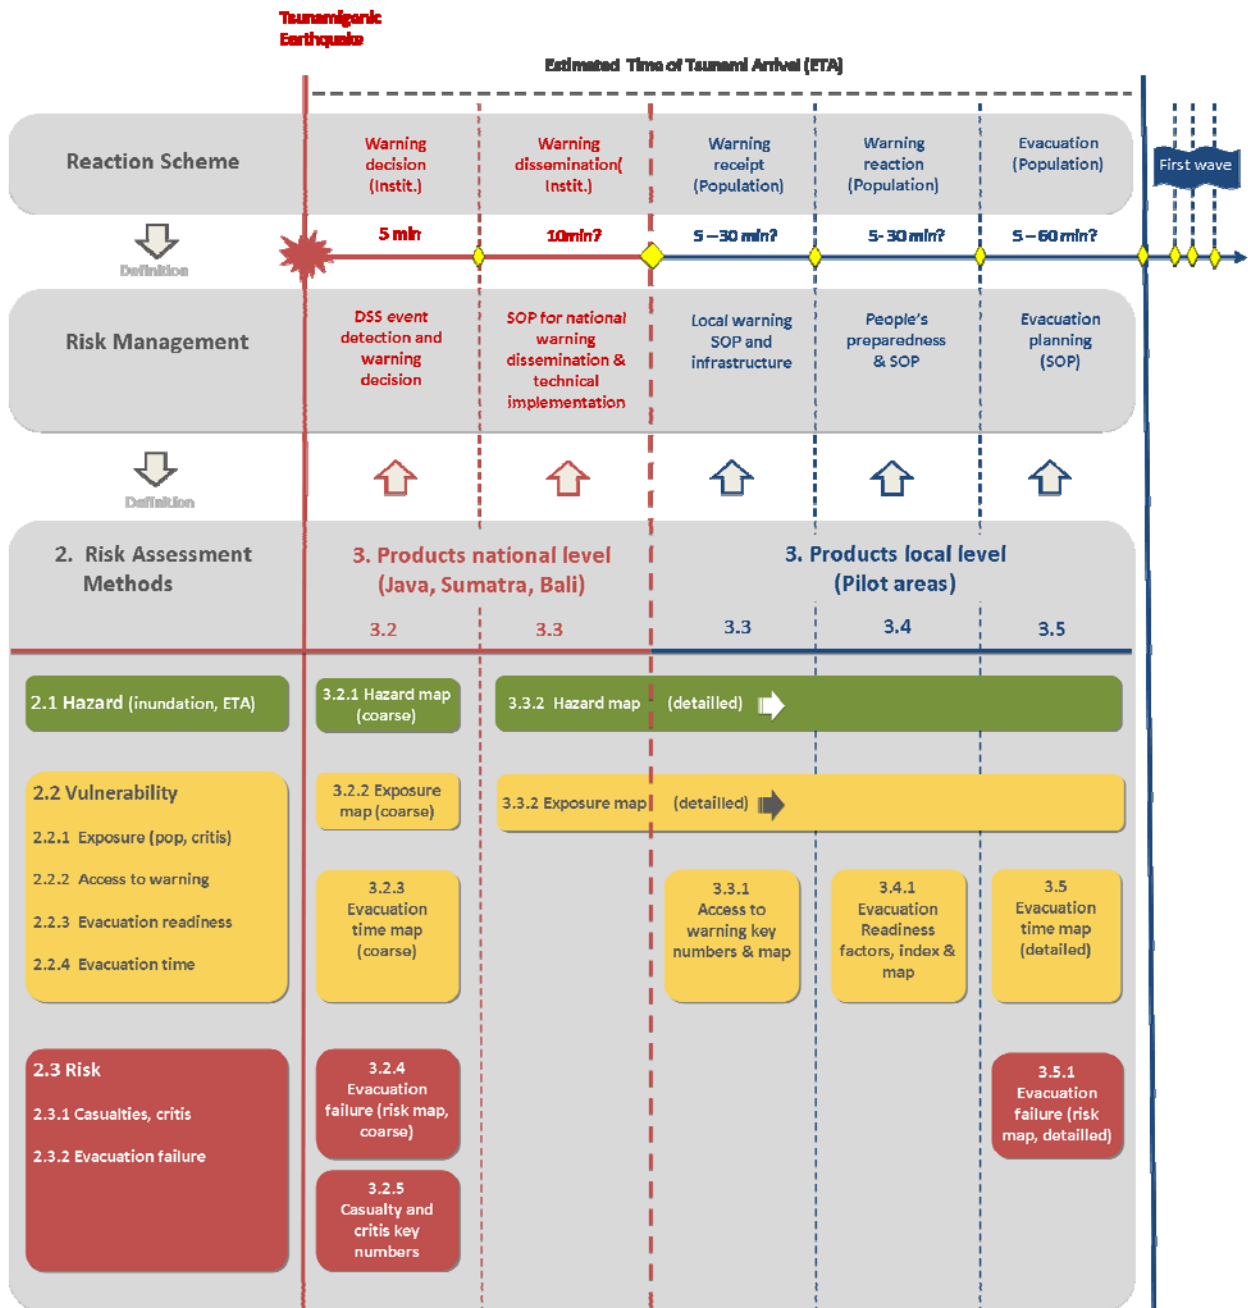 Tsunamigenic
Earthquake
Estimated Time of Tsunami Arrival (ETA)
Reaction Scheme
Warning
decision
(Instit.)
Warning
dissemination(
Instit.)
Warning
receipt
(Population)
Warning
reaction
(Population)
Evacuation
(Population)
First wave
5 min
10min?
5 – 30 min?
5- 30 min?
5 – 60 min?
Definition
Risk Management
DSS event
detection and
warning
decision
SOP for national
warning
dissemination &
technical
implementation
Local warning
SOP and
infrastructure
People's
preparedness
& SOP
Evacuation
planning
(SOP)
Definition
2. Risk Assessment
Methods
3. Products national level
(Java, Sumatra, Bali)
3. Products local level
(Pilot areas)
3.2
3.3
3.3
3.4
3.5
2.1 Hazard (inundation, ETA)
3.2.1 Hazard map
(coarse)
3.3.2 Hazard map (detailled)
2.2 Vulnerability
2.2.1 Exposure (pop, critis)
2.2.2 Access to warning
2.2.3 Evacuation readiness
2.2.4 Evacuation time
3.2.2 Exposure
map (coarse)
3.3.2 Exposure map (detailled)
3.2.3
Evacuation
time map
(coarse)
3.3.1
Access to
warning key
numbers & map
3.4.1
Evacuation
Readiness
factors, index &
map
3.5
Evacuation
time map
(detailed)
2.3 Risk
2.3.1 Casualties, critis
2.3.2 Evacuation failure
3.2.4
Evacuation
failure (risk map,
coarse)
3.5.1
Evacuation
failure (risk
map, detailled)
3.2.5
Casualty and
critis key
numbers